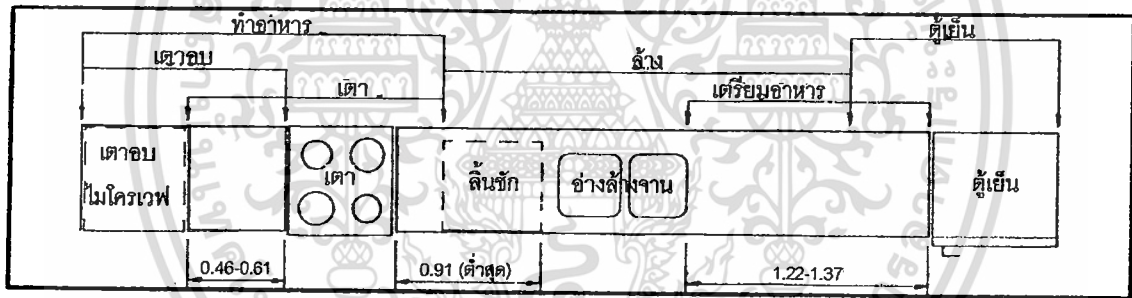 ทำอาหาร
ตู้เย็น
เตาอบ
ล้าง
เตา
เตรียมอาหาร
เตาอบ
ไมโครเวฟ
เตา
ลิ้นชัก
อ่างล้างจาน
ตู้เย็น
0.46-0.61
0.91 (ต่ำสุด)
1.22-1.37